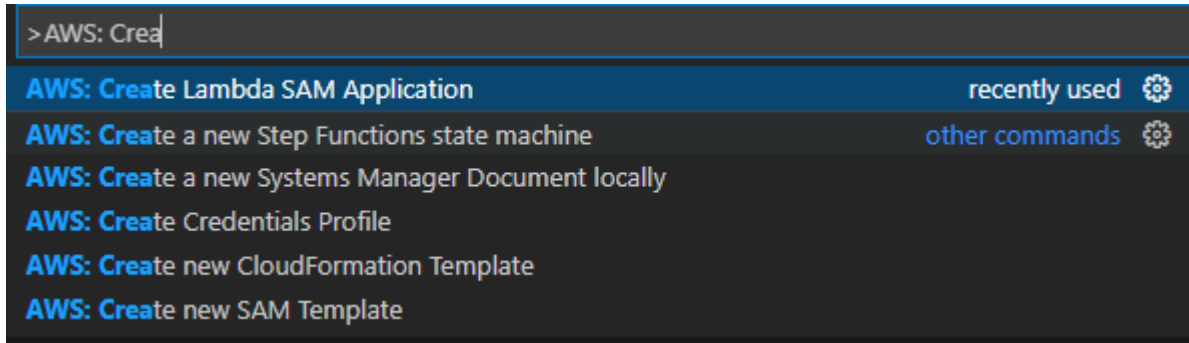 >AWS: Crea
AWS: Create Lambda SAM Application recently used
AWS: Create a new Step Functions state machine other commands
AWS: Create a new Systems Manager Document locally
AWS: Create Credentials Profile
AWS: Create new CloudFormation Template
AWS: Create new SAM Template